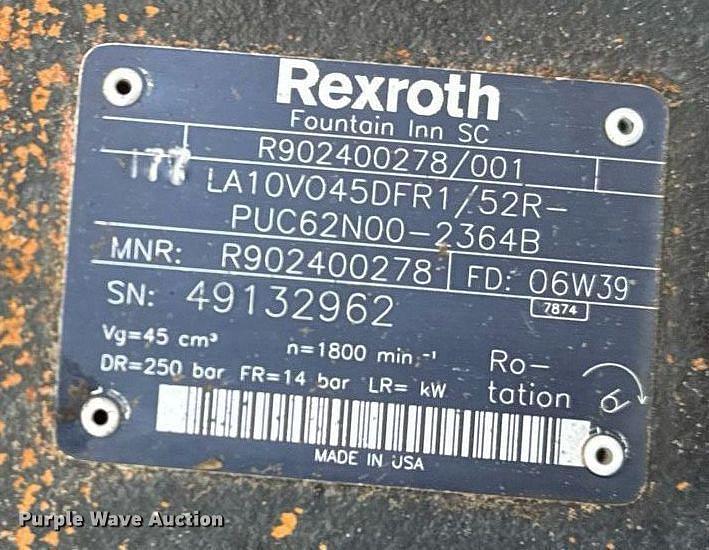 Rexroth
Fountain Inn SC
R902400278/001
177 LA10VO45DFR1/52R-
PUC62N00-2364B
MNR: R902400278 FD: 06W39
SN: 49132962 7874
Vg=45 cm³ n=1800 min⁻¹ Ro-
DR=250 bar FR=14 bar LR= kW tation
MADE IN USA
Purple Wave Auction